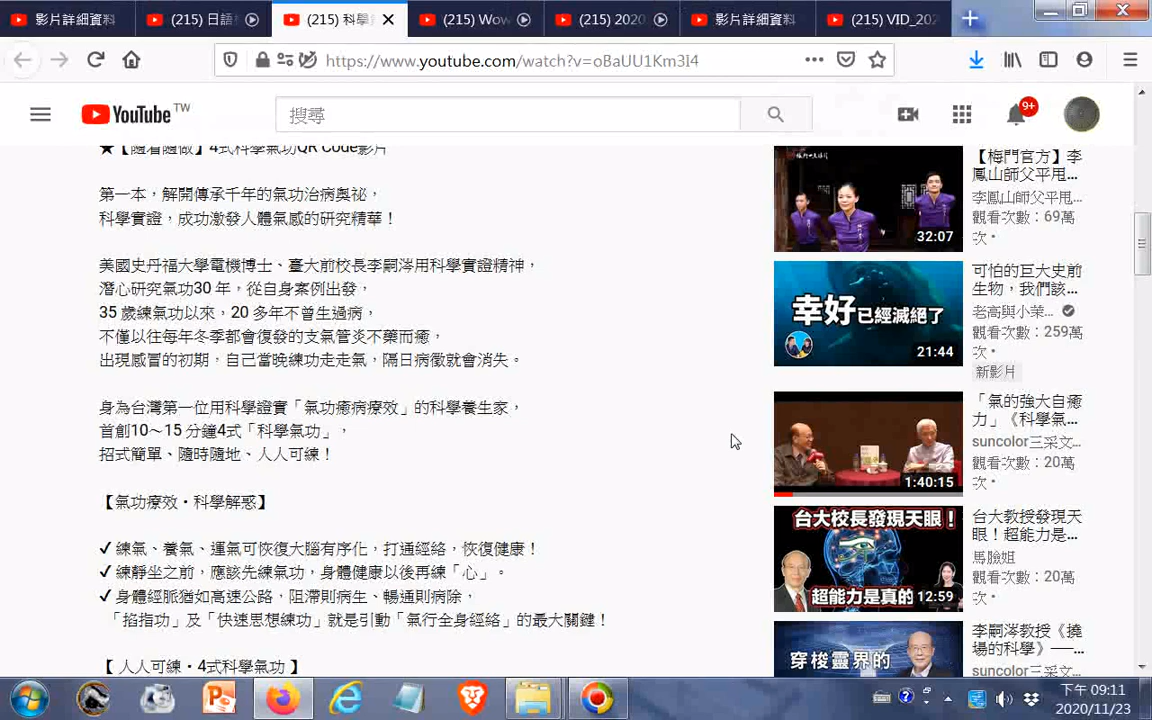 影片詳細資料
(215) 日語
(215) 科學
(215) Wow
(215) 2020
影片詳細資料
(215) VID_202
https://www.youtube.com/watch?v=oBaUU1Km3i4
YouTube TW
搜尋
9+
★【隨看隨做】4式科學氣功QR Code影片
第一本，解開傳承千年的氣功治病奧祕，
科學實證，成功激發人體氣感的研究精華！
美國史丹福大學電機博士、臺大前校長李嗣涔用科學實證精神，
潛心研究氣功30 年，從自身案例出發，
35 歲練氣功以來，20 多年不曾生過病，
不僅以往每年冬季都會復發的支氣管炎不藥而癒，
出現感冒的初期，自己當晚練功走走氣，隔日病徵就會消失。
身為台灣第一位用科學證實「氣功癒病療效」的科學養生家，
首創10～15 分鐘4式「科學氣功」，
招式簡單、隨時隨地、人人可練！
【氣功療效・科學解惑】
✓ 練氣、養氣、運氣可恢復大腦有序化，打通經絡，恢復健康！
✓ 練靜坐之前，應該先練氣功，身體健康以後再練「心」。
✓ 身體經脈猶如高速公路，阻滯則病生、暢通則病除，
「掐指功」及「快速思想練功」就是引動「氣行全身經絡」的最大關鍵！
【 人人可練・4式科學氣功 】
32:07
【梅門官方】李
鳳山師父平甩...
李鳳山師父平甩...
觀看次數：69萬
次・
幸好已經滅絕了
21:44
可怕的巨大史前
生物，我們該...
老高與小茉...
觀看次數：259萬
次・
新影片
1:40:15
「氣的強大自癒
力」《科學氣...
suncolor三采文...
觀看次數：20萬
次・
台大校長發現天眼！
超能力是真的
12:59
台大教授發現天
眼！超能力是...
馬臉姐
觀看次數：20萬
次・
穿梭靈界的
李嗣涔教授《撓
場的科學》──...
suncolor三采文...
下午 09:11
2020/11/23